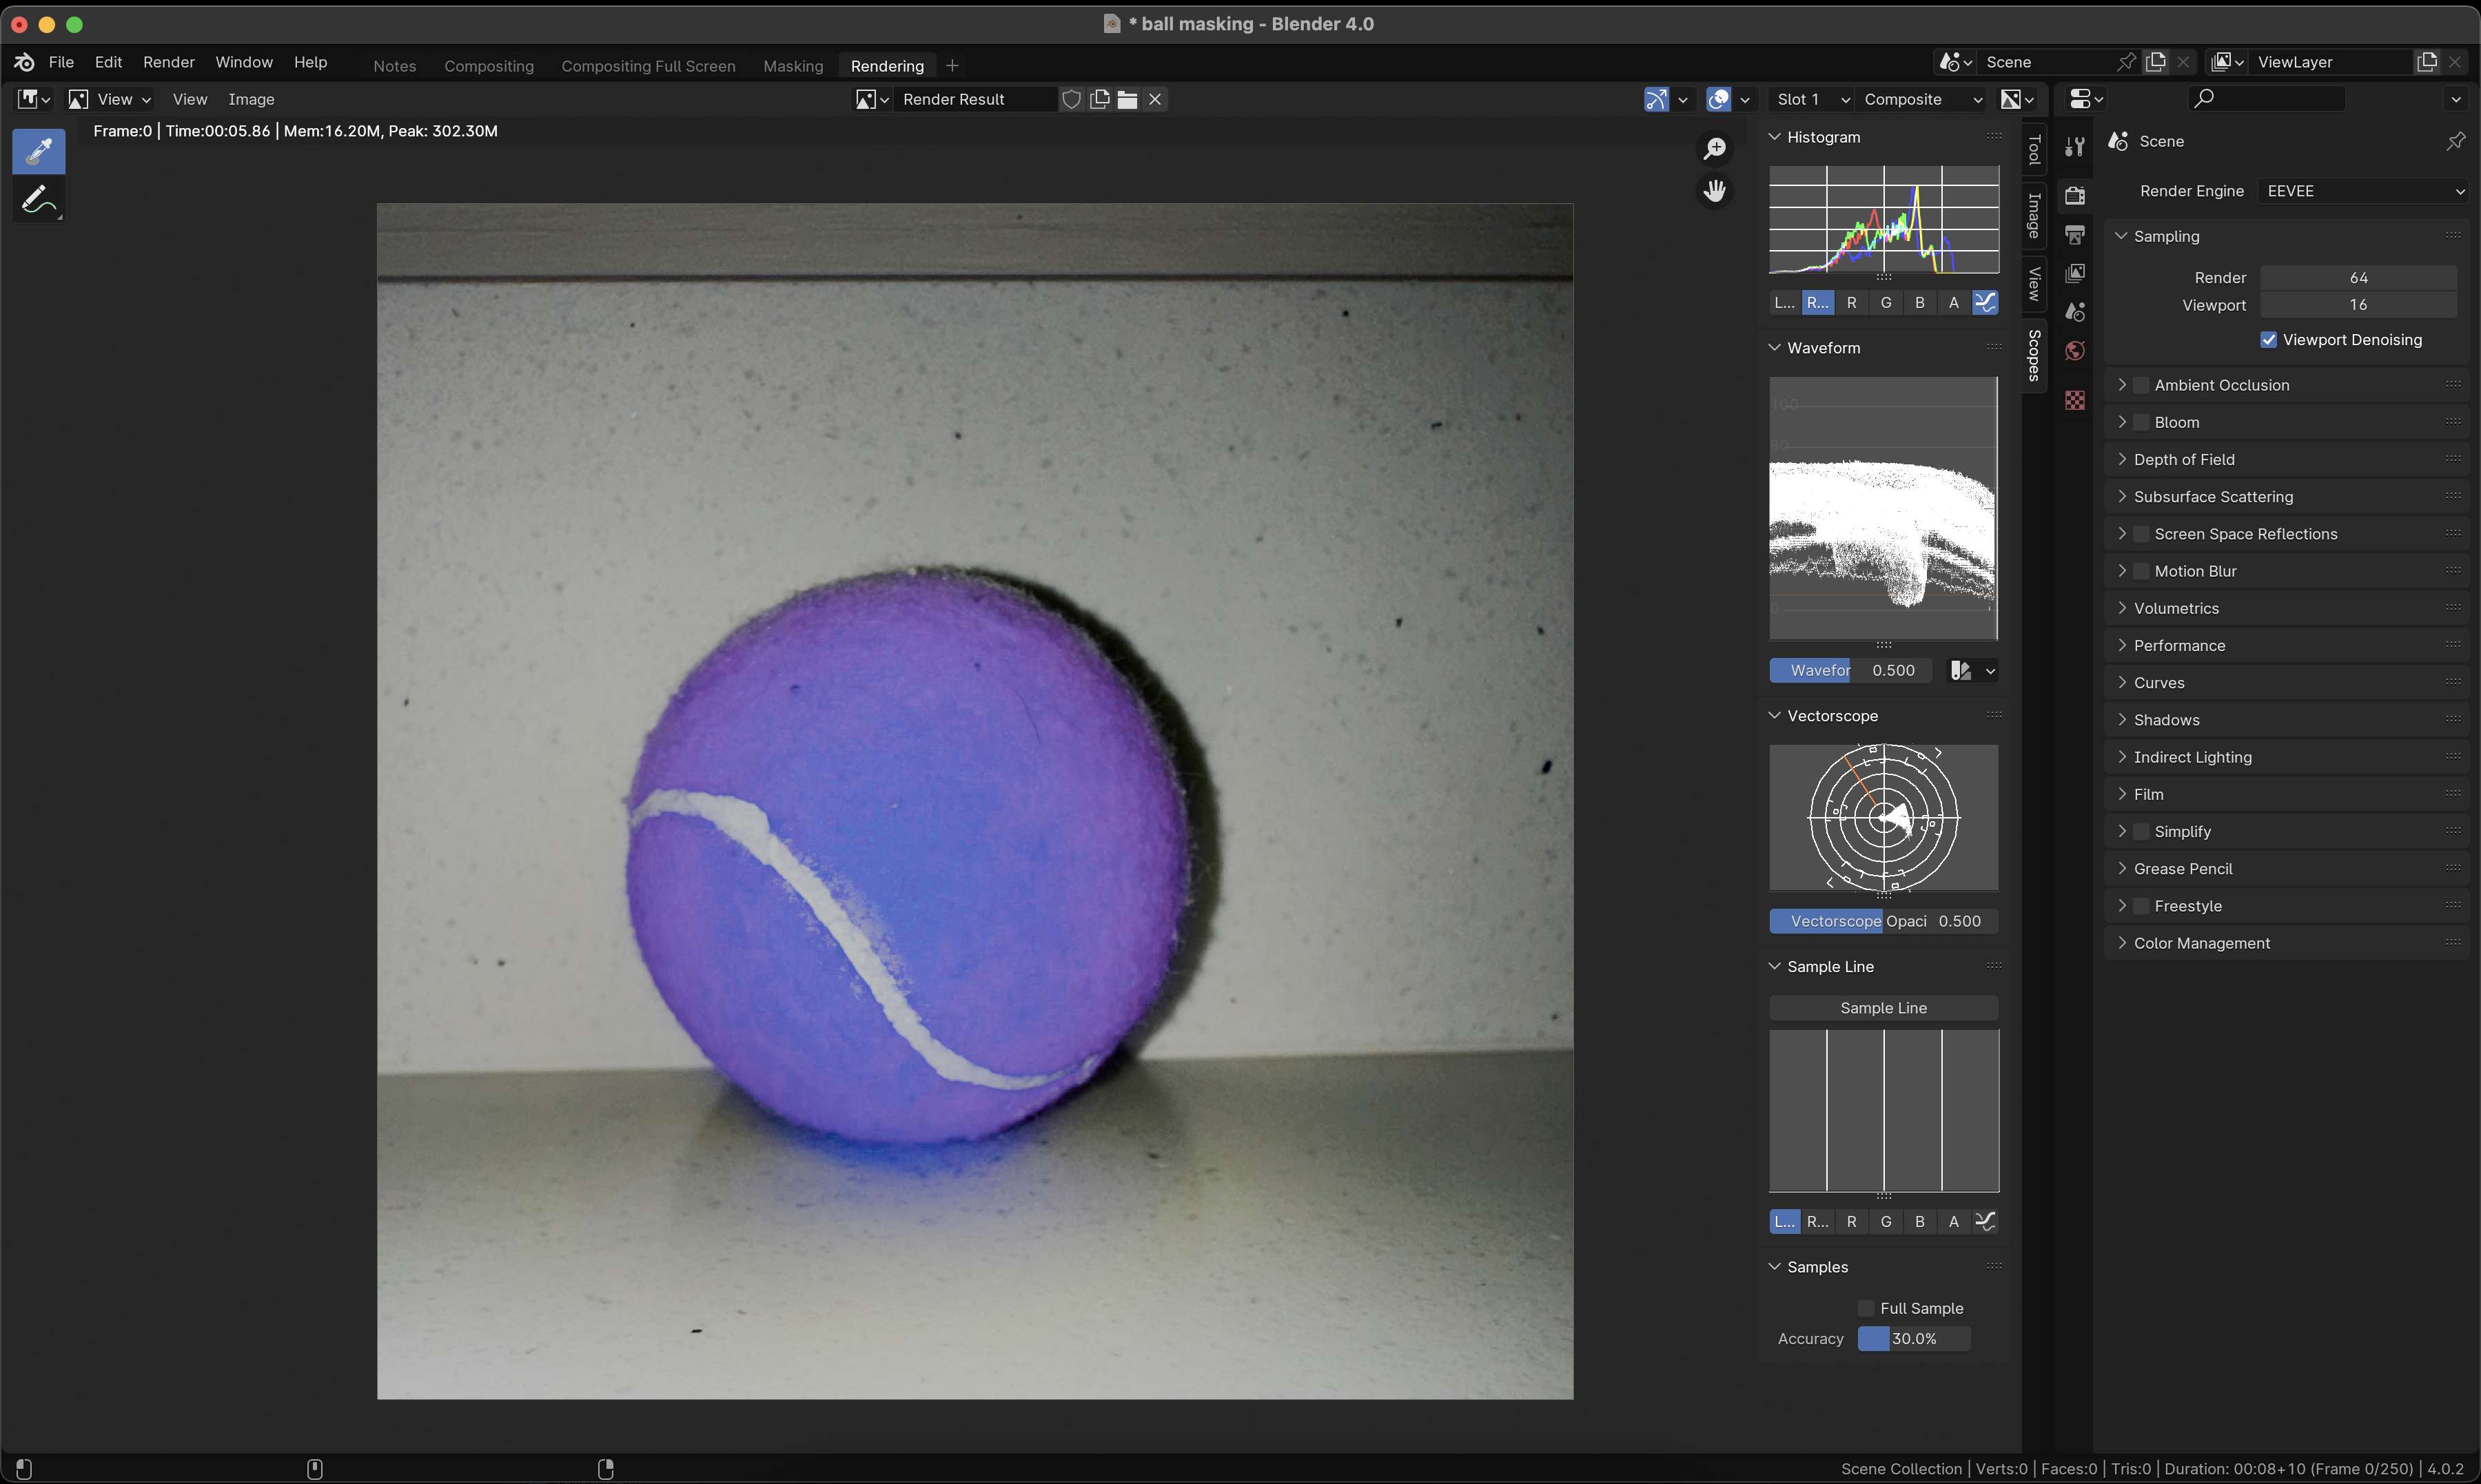 * ball masking - Blender 4.0
File Edit Render Window Help
Notes Compositing Compositing Full Screen Masking Rendering
Scene
ViewLayer
View View Image
Render Result
Slot 1 Composite
Frame:0 | Time:00:05.86 | Mem:16.20M, Peak: 302.30M
Histogram
L... R... R G B A
Waveform
100
80
0
Wavefor 0.500
Vectorscope
Vectorscope Opaci 0.500
Sample Line
Sample Line
L... R... R G B A
Samples
Full Sample
Accuracy 30.0%
Tool
Image
View
Scopes
Scene
Render Engine EEVEE
Sampling
Render 64
Viewport 16
Viewport Denoising
Ambient Occlusion
Bloom
Depth of Field
Subsurface Scattering
Screen Space Reflections
Motion Blur
Volumetrics
Performance
Curves
Shadows
Indirect Lighting
Film
Simplify
Grease Pencil
Freestyle
Color Management
Scene Collection | Verts:0 | Faces:0 | Tris:0 | Duration: 00:08+10 (Frame 0/250) | 4.0.2